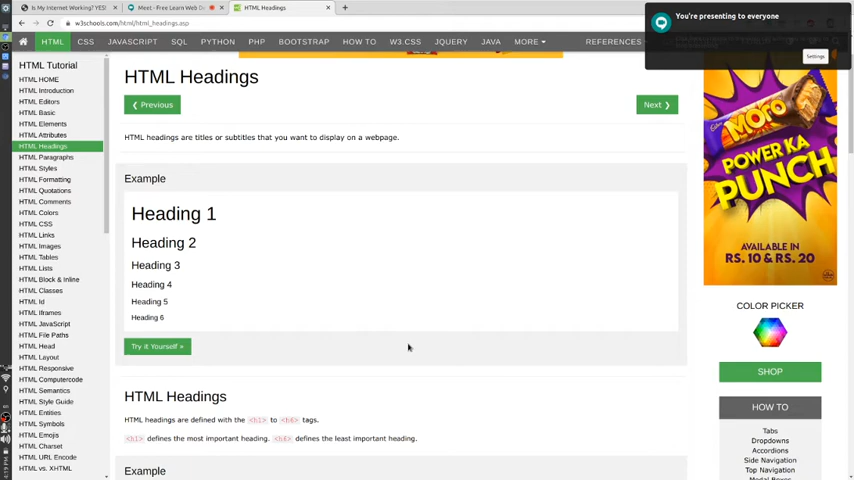 Is My Internet Working? YES!
Meet - Free Learn Web D
HTML Headings
w3schools.com/html/html_headings.asp
You're presenting to everyone
Settings
HTML
CSS
JAVASCRIPT
SQL
PYTHON
PHP
BOOTSTRAP
HOW TO
W3.CSS
JQUERY
JAVA
MORE
REFERENCES
HTML Tutorial
HTML HOME
HTML Introduction
HTML Editors
HTML Basic
HTML Elements
HTML Attributes
HTML Headings
HTML Paragraphs
HTML Styles
HTML Formatting
HTML Quotations
HTML Comments
HTML Colors
HTML CSS
HTML Links
HTML Images
HTML Tables
HTML Lists
HTML Block & Inline
HTML Classes
HTML Id
HTML Iframes
HTML JavaScript
HTML File Paths
HTML Head
HTML Layout
HTML Responsive
HTML Computercode
HTML Semantics
HTML Style Guide
HTML Entities
HTML Symbols
HTML Emojis
HTML Charset
HTML URL Encode
HTML vs. XHTML
HTML Headings
❮ Previous
Next ❯
HTML headings are titles or subtitles that you want to display on a webpage.
Example
Heading 1
Heading 2
Heading 3
Heading 4
Heading 5
Heading 6
Try it Yourself »
HTML Headings
HTML headings are defined with the <h1> to <h6> tags.
<h1> defines the most important heading. <h6> defines the least important heading.
Example
MORO
POWER KA
PUNCH
AVAILABLE IN
RS. 10 & RS. 20
COLOR PICKER
SHOP
HOW TO
Tabs
Dropdowns
Accordions
Side Navigation
Top Navigation
Modal Boxes